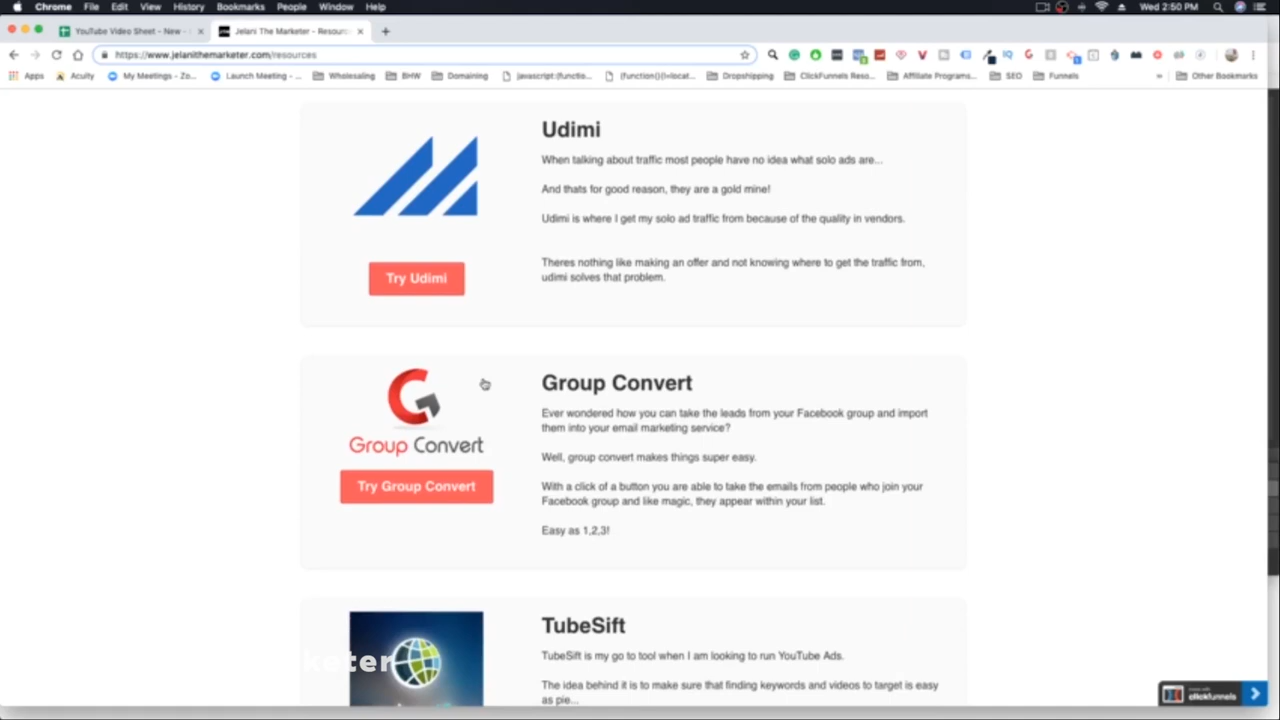 Chrome File Edit View History Bookmarks People Window Help Wed 2:50 PM
YouTube Video Sheet - New - Jelani The Marketer - Resourc
https://www.jelanithemarketer.com/resources
Apps Acuity My Meetings - Zo... Launch Meeting - ... Wholesaling BHW Domaining javascript:(functio... (function(){locat... Dropshipping ClickFunnels Reso... Affiliate Programs... SEO Funnels » Other Bookmarks
Udimi
When talking about traffic most people have no idea what solo ads are...
And thats for good reason, they are a gold mine!
Udimi is where I get my solo ad traffic from because of the quality in vendors.
Theres nothing like making an offer and not knowing where to get the traffic from,
udimi solves that problem.
Try Udimi
Group Convert
Ever wondered how you can take the leads from your Facebook group and import
them into your email marketing service?
Well, group convert makes things super easy.
With a click of a button you are able to take the emails from people who join your
Facebook group and like magic, they appear within your list.
Easy as 1,2,3!
Group Convert
Try Group Convert
TubeSift
TubeSift is my go to tool when I am looking to run YouTube Ads.
The idea behind it is to make sure that finding keywords and videos to target is easy
as pie...
keter
clickfunnels